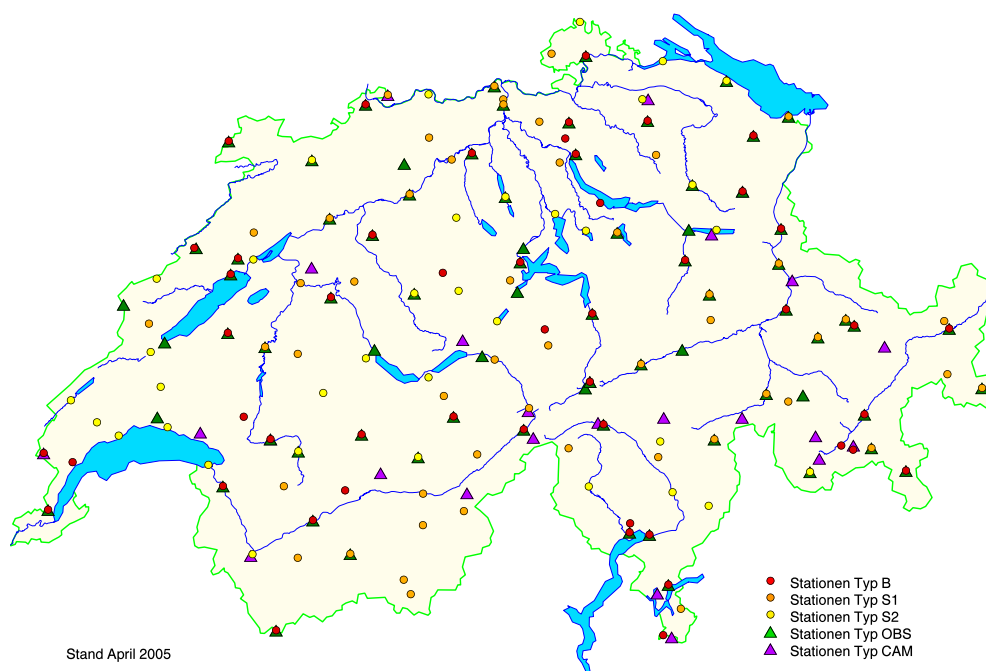 Stationen Typ B
Stationen Typ S1
Stationen Typ S2
Stationen Typ OBS
Stationen Typ CAM
Stand April 2005